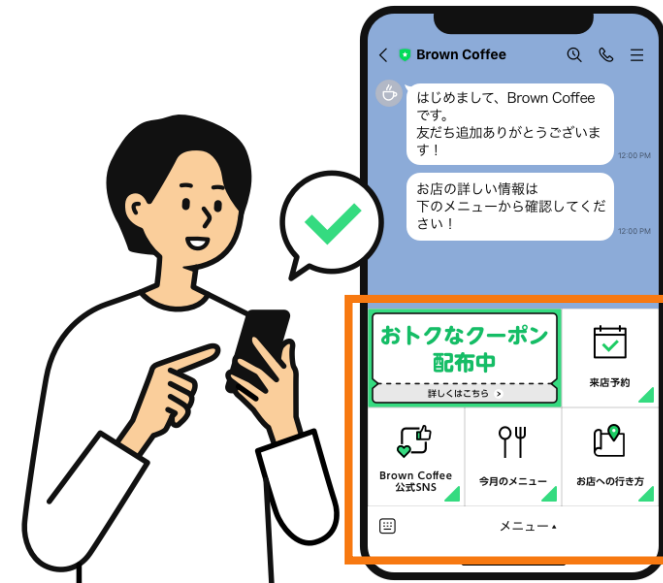 Brown Coffee
はじめまして、Brown Coffee
です。
友だち追加ありがとうございま
す！
12:00 PM
お店の詳しい情報は
下のメニューから確認してくだ
さい！
12:00 PM
おトクなクーポン
配布中
詳しくはこちら
来店予約
Brown Coffee
公式SNS
今月のメニュー
お店への行き方
メニュー